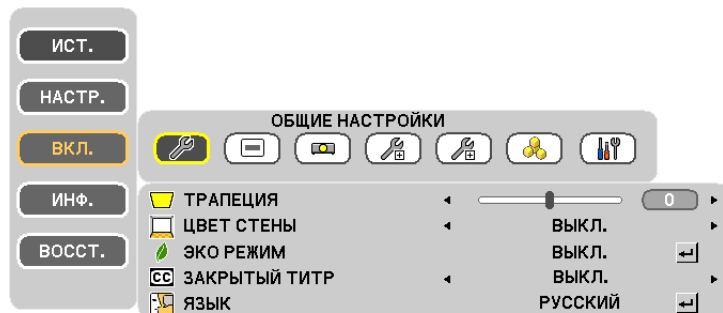 ИСТ.
НАСТР.
ВКЛ.
ИНФ.
ВОССТ.
ОБЩИЕ НАСТРОЙКИ
ТРАПЕЦИЯ 0
ЦВЕТ СТЕНЫ ВЫКЛ.
ЭКО РЕЖИМ ВЫКЛ.
CC ЗАКРЫТЫЙ ТИТР ВЫКЛ.
ЯЗЫК РУССКИЙ